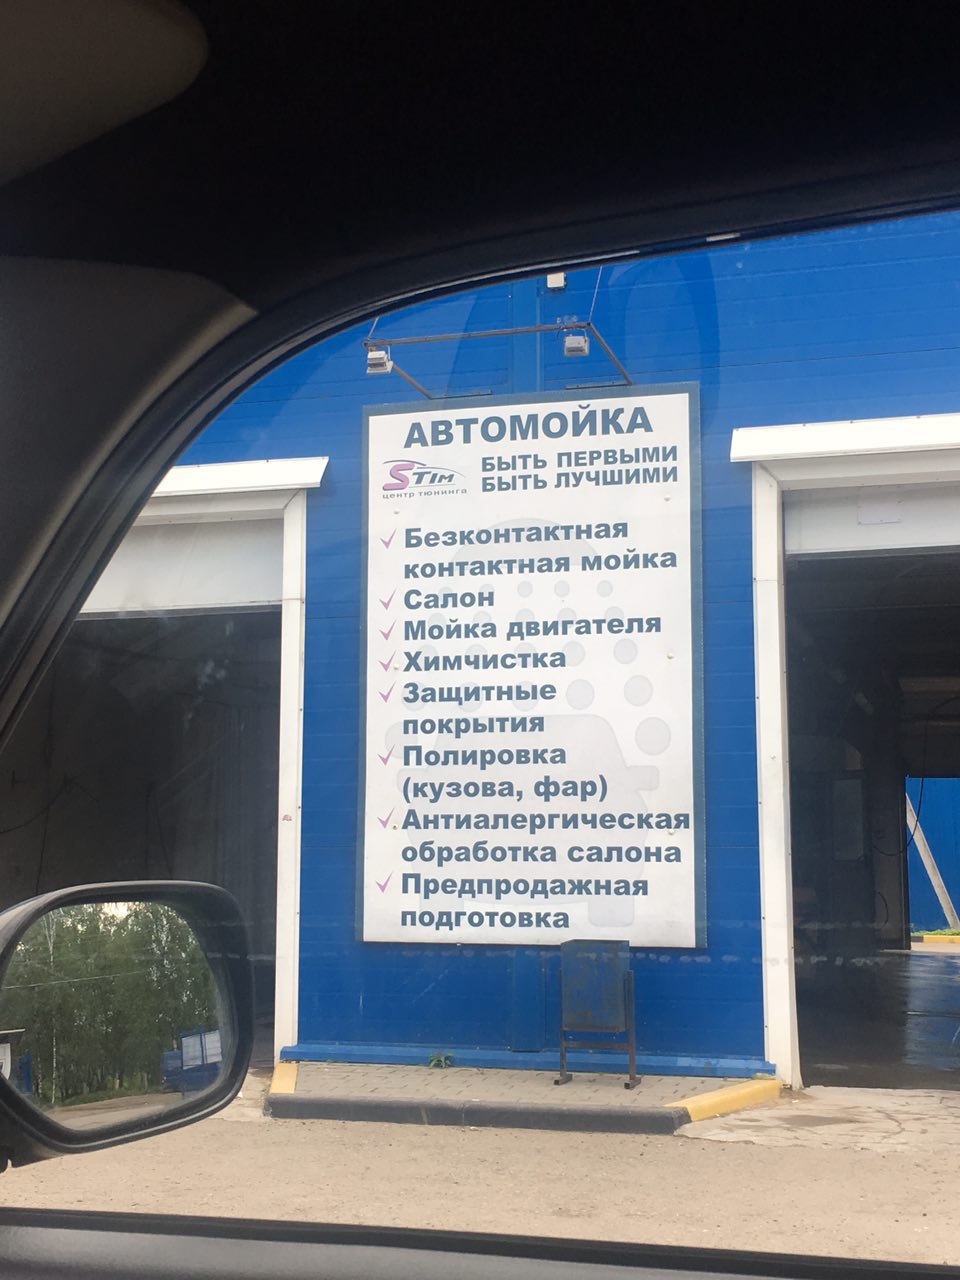 АВТОМОЙКА
STIM
центр тюнинга
БЫТЬ ПЕРВЫМИ
БЫТЬ ЛУЧШИМИ
Безконтактная
контактная мойка
Салон
Мойка двигателя
Химчистка
Защитные
покрытия
Полировка
(кузова, фар)
Антиалергическая
обработка салона
Предпродажная
подготовка